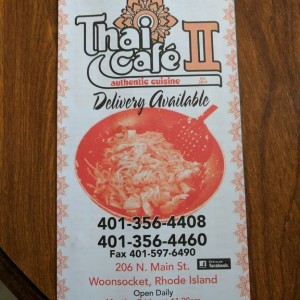 Thai
Café II
authentic cuisine
Delivery Available
401-356-4408
401-356-4460
Fax 401-597-6490
206 N. Main St.
facebook.
Woonsocket, Rhode Island
Open Daily